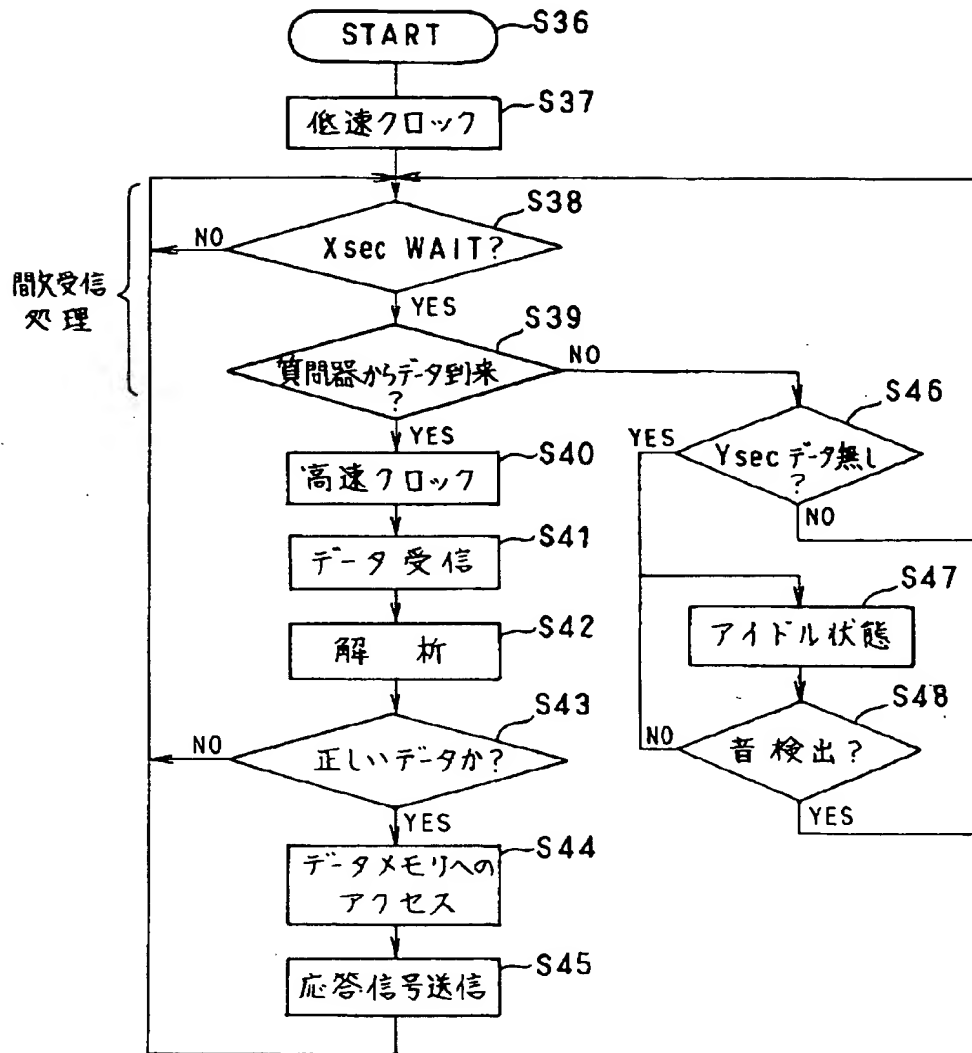 START
S36
低速クロック
S37
S38
NO
Xsec WAIT?
間欠受信
処理
YES
S39
質問器からデータ到来
?
NO
S46
YES
YES
Ysec データ無し
?
S40
高速クロック
NO
S41
データ受信
S47
アイドル状態
S42
解 析
S48
S43
NO
音検出?
NO
正しいデータか?
YES
YES
S44
データメモリへの
アクセス
S45
応答信号送信